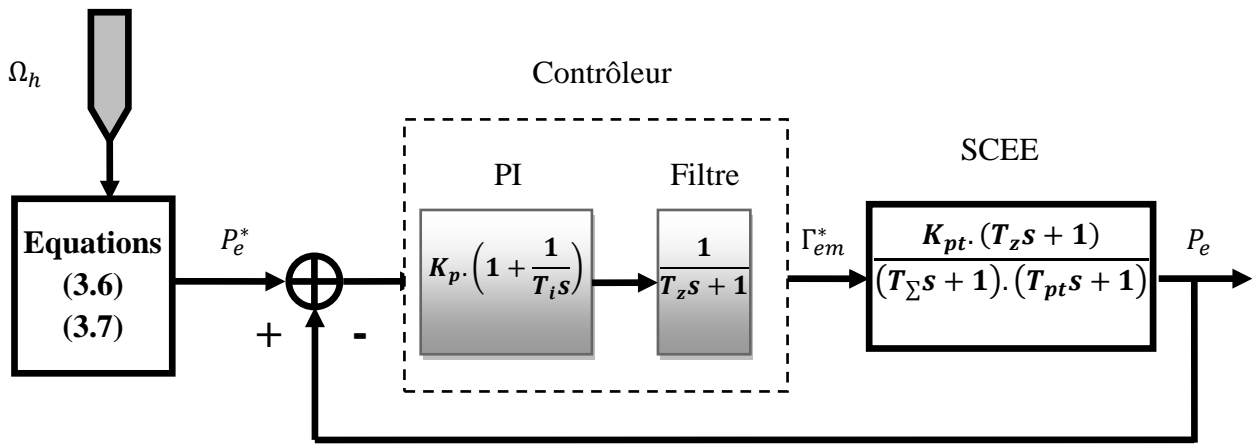 Ω_h
Contrôleur
SCEE
PI
Filtre
Equations
(3.6)
(3.7)
P_e^*
+
-
K_p.(1 + 1/(T_i s))
1/(T_z s + 1)
Γ_em^*
K_pt.(T_z s + 1)
(T_Σ s + 1).(T_pt s + 1)
P_e